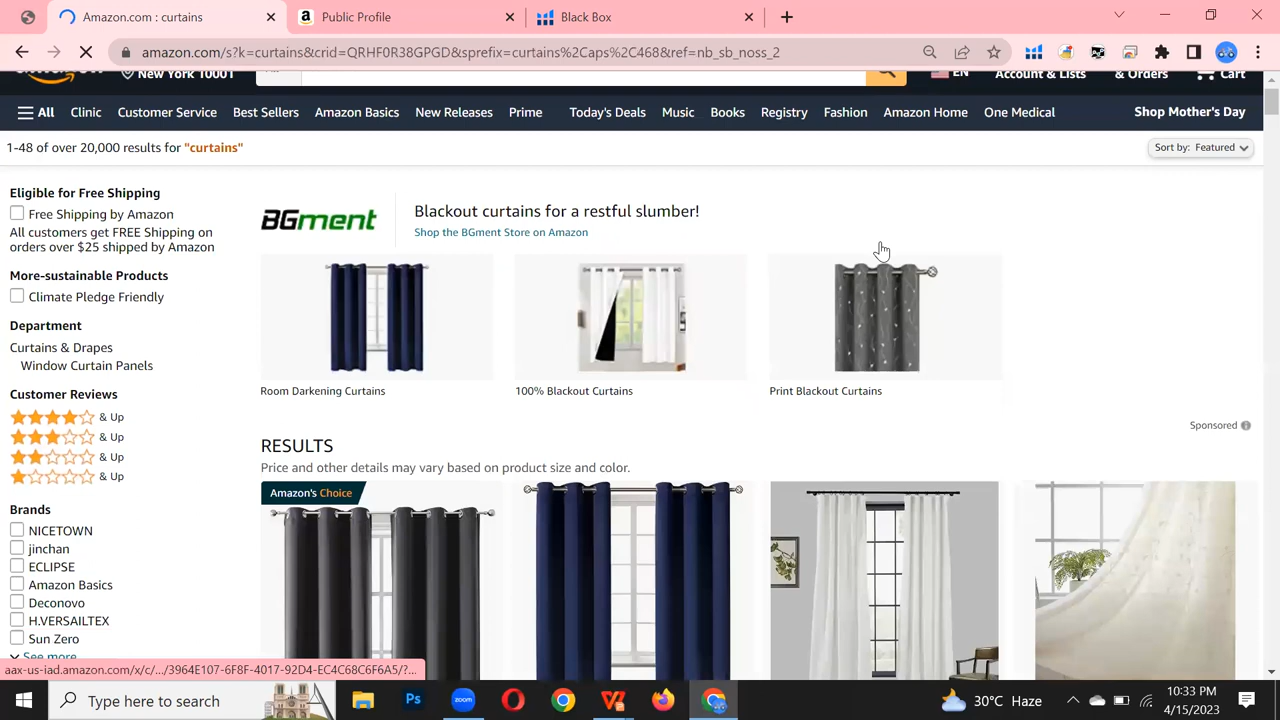 Amazon.com : curtains
Public Profile
Black Box
amazon.com/s?k=curtains&crid=QRHF0R38GPGD&sprefix=curtains%2Caps%2C468&ref=nb_sb_noss_2
New York 10001
EN
Account & Lists
& Orders
Cart
All
Clinic
Customer Service
Best Sellers
Amazon Basics
New Releases
Prime
Today's Deals
Music
Books
Registry
Fashion
Amazon Home
One Medical
Shop Mother's Day
1-48 of over 20,000 results for "curtains"
Sort by: Featured
Eligible for Free Shipping
Free Shipping by Amazon
All customers get FREE Shipping on
orders over $25 shipped by Amazon
More-sustainable Products
Climate Pledge Friendly
Department
Curtains & Drapes
Window Curtain Panels
Customer Reviews
& Up
& Up
& Up
& Up
Brands
NICETOWN
jinchan
ECLIPSE
Amazon Basics
Deconovo
H.VERSAILTEX
Sun Zero
See more
BGment
Blackout curtains for a restful slumber!
Shop the BGment Store on Amazon
Room Darkening Curtains
100% Blackout Curtains
Print Blackout Curtains
Sponsored
RESULTS
Price and other details may vary based on product size and color.
Amazon's Choice
aax-us-iad.amazon.com/x/c/.../3964E107-6F8F-4017-92D4-EC4C68C6F6A5/?...
Type here to search
Ps
zoom
30°C Haze
10:33 PM
4/15/2023